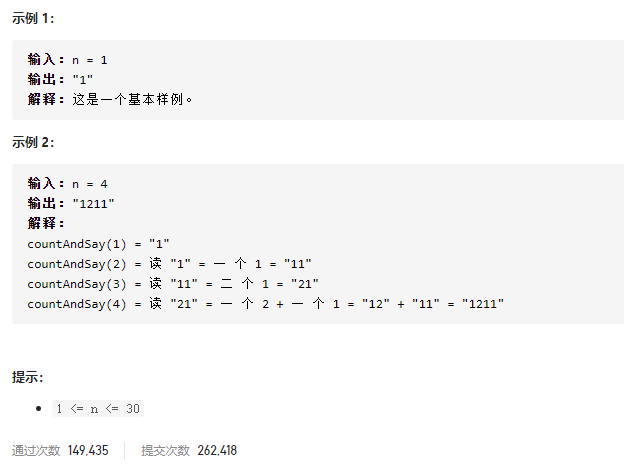 示例 1：
输入：n = 1
输出："1"
解释：这是一个基本样例。
示例 2：
输入：n = 4
输出："1211"
解释：
countAndSay(1) = "1"
countAndSay(2) = 读 "1" = 一 个 1 = "11"
countAndSay(3) = 读 "11" = 二 个 1 = "21"
countAndSay(4) = 读 "21" = 一 个 2 + 一 个 1 = "12" + "11" = "1211"
提示：
1 <= n <= 30
通过次数 149,435 提交次数 262,418